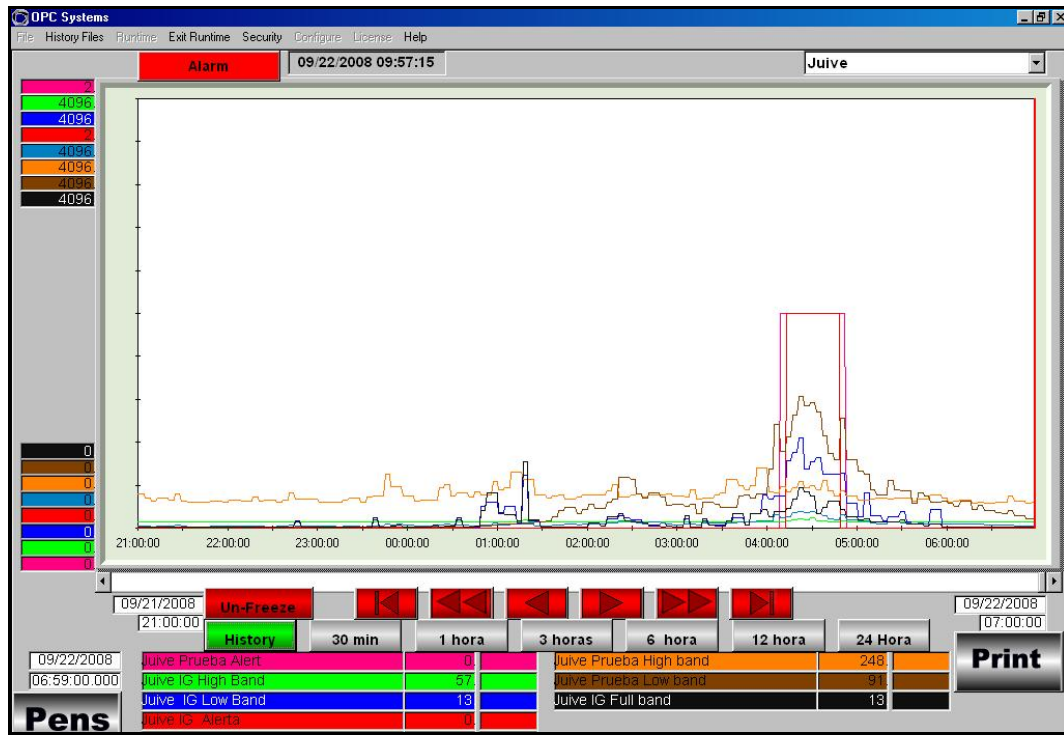 OPC Systems
File History Files Runtime Exit Runtime Security Configure License Help
Alarm 09/22/2008 09:57:15 Juive
2.
4096.
4096
2.
4096.
4096.
4096.
4096
0
0.
0.
0.
0.
0
0.
0.
21:00:00 22:00:00 23:00:00 00:00:00 01:00:00 02:00:00 03:00:00 04:00:00 05:00:00 06:00:00
09/21/2008 Un-Freeze 09/22/2008
21:00:00 07:00:00
History 30 min 1 hora 3 horas 6 hora 12 hora 24 Hora
09/22/2008 Juive Prueba Alert 0. Juive Prueba High band 248. Print
06:59:00.000 Juive IG High Band 57. Juive Prueba Low band 91.
Juive IG Low Band 13 Juive IG Full band 13
Pens Juive IG Alerta 0.